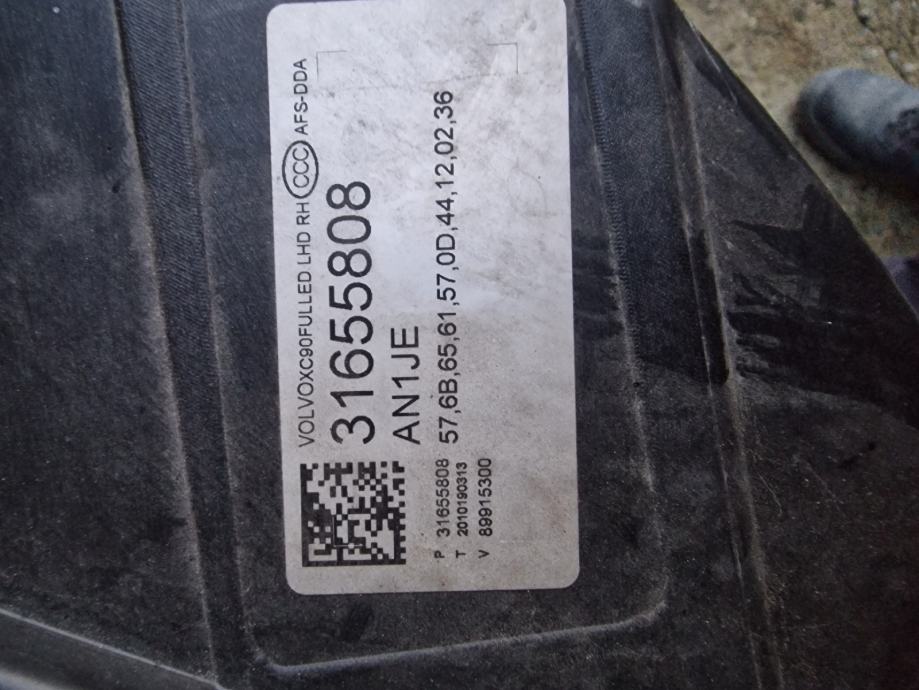 VOLVOXC90FULLED LHD RH CCC AFS-DDA
31655808
AN1JE
P 31655808 57,6B,65,61,57,0D,44,12,02,36
T 2010190313
V 89915300